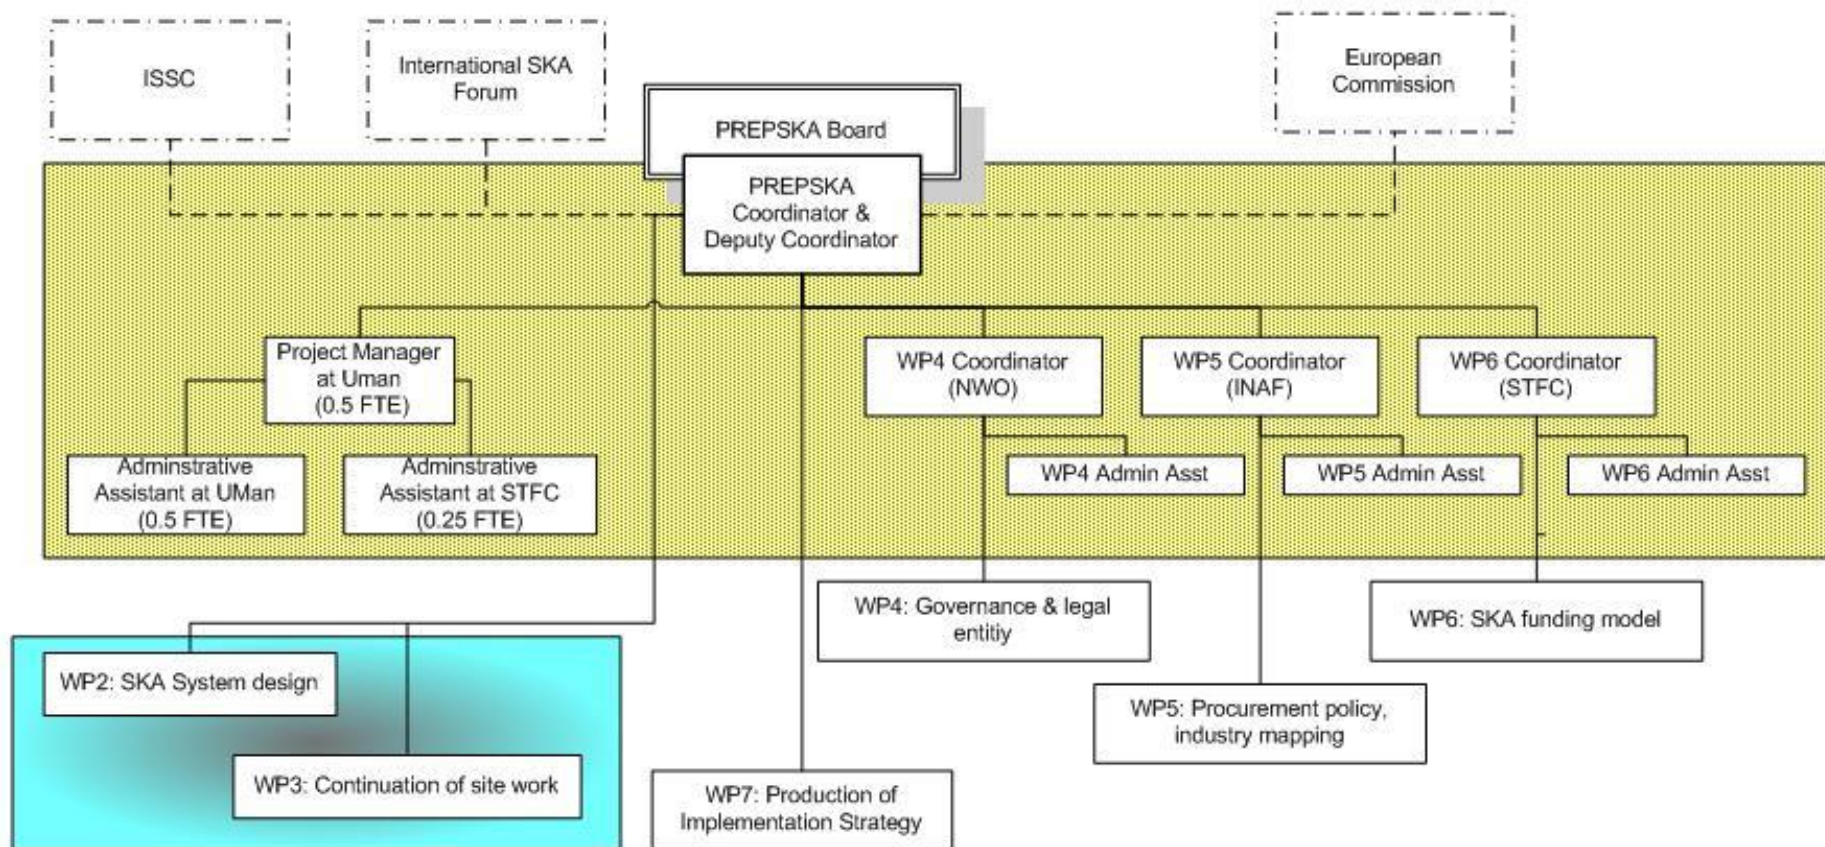 ISSC
International SKA
Forum
European
Commission
PREPSKA Board
PREPSKA
Coordinator &
Deputy Coordinator
Project Manager
at Uman
(0.5 FTE)
WP4 Coordinator
(NWO)
WP5 Coordinator
(INAF)
WP6 Coordinator
(STFC)
Adminstrative
Assistant at UMan
(0.5 FTE)
Adminstrative
Assistant at STFC
(0.25 FTE)
WP4 Admin Asst
WP5 Admin Asst
WP6 Admin Asst
WP4: Governance & legal
entitiy
WP6: SKA funding model
WP2: SKA System design
WP5: Procurement policy,
industry mapping
WP3: Continuation of site work
WP7: Production of
Implementation Strategy